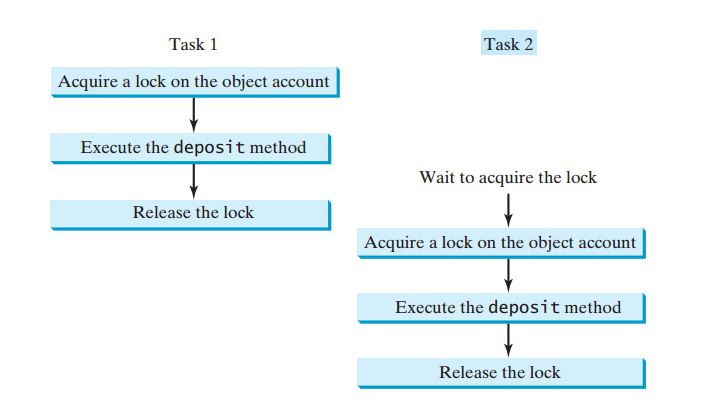 Task 1
Task 2
Acquire a lock on the object account
Execute the deposit method
Release the lock
Wait to acquire the lock
Acquire a lock on the object account
Execute the deposit method
Release the lock